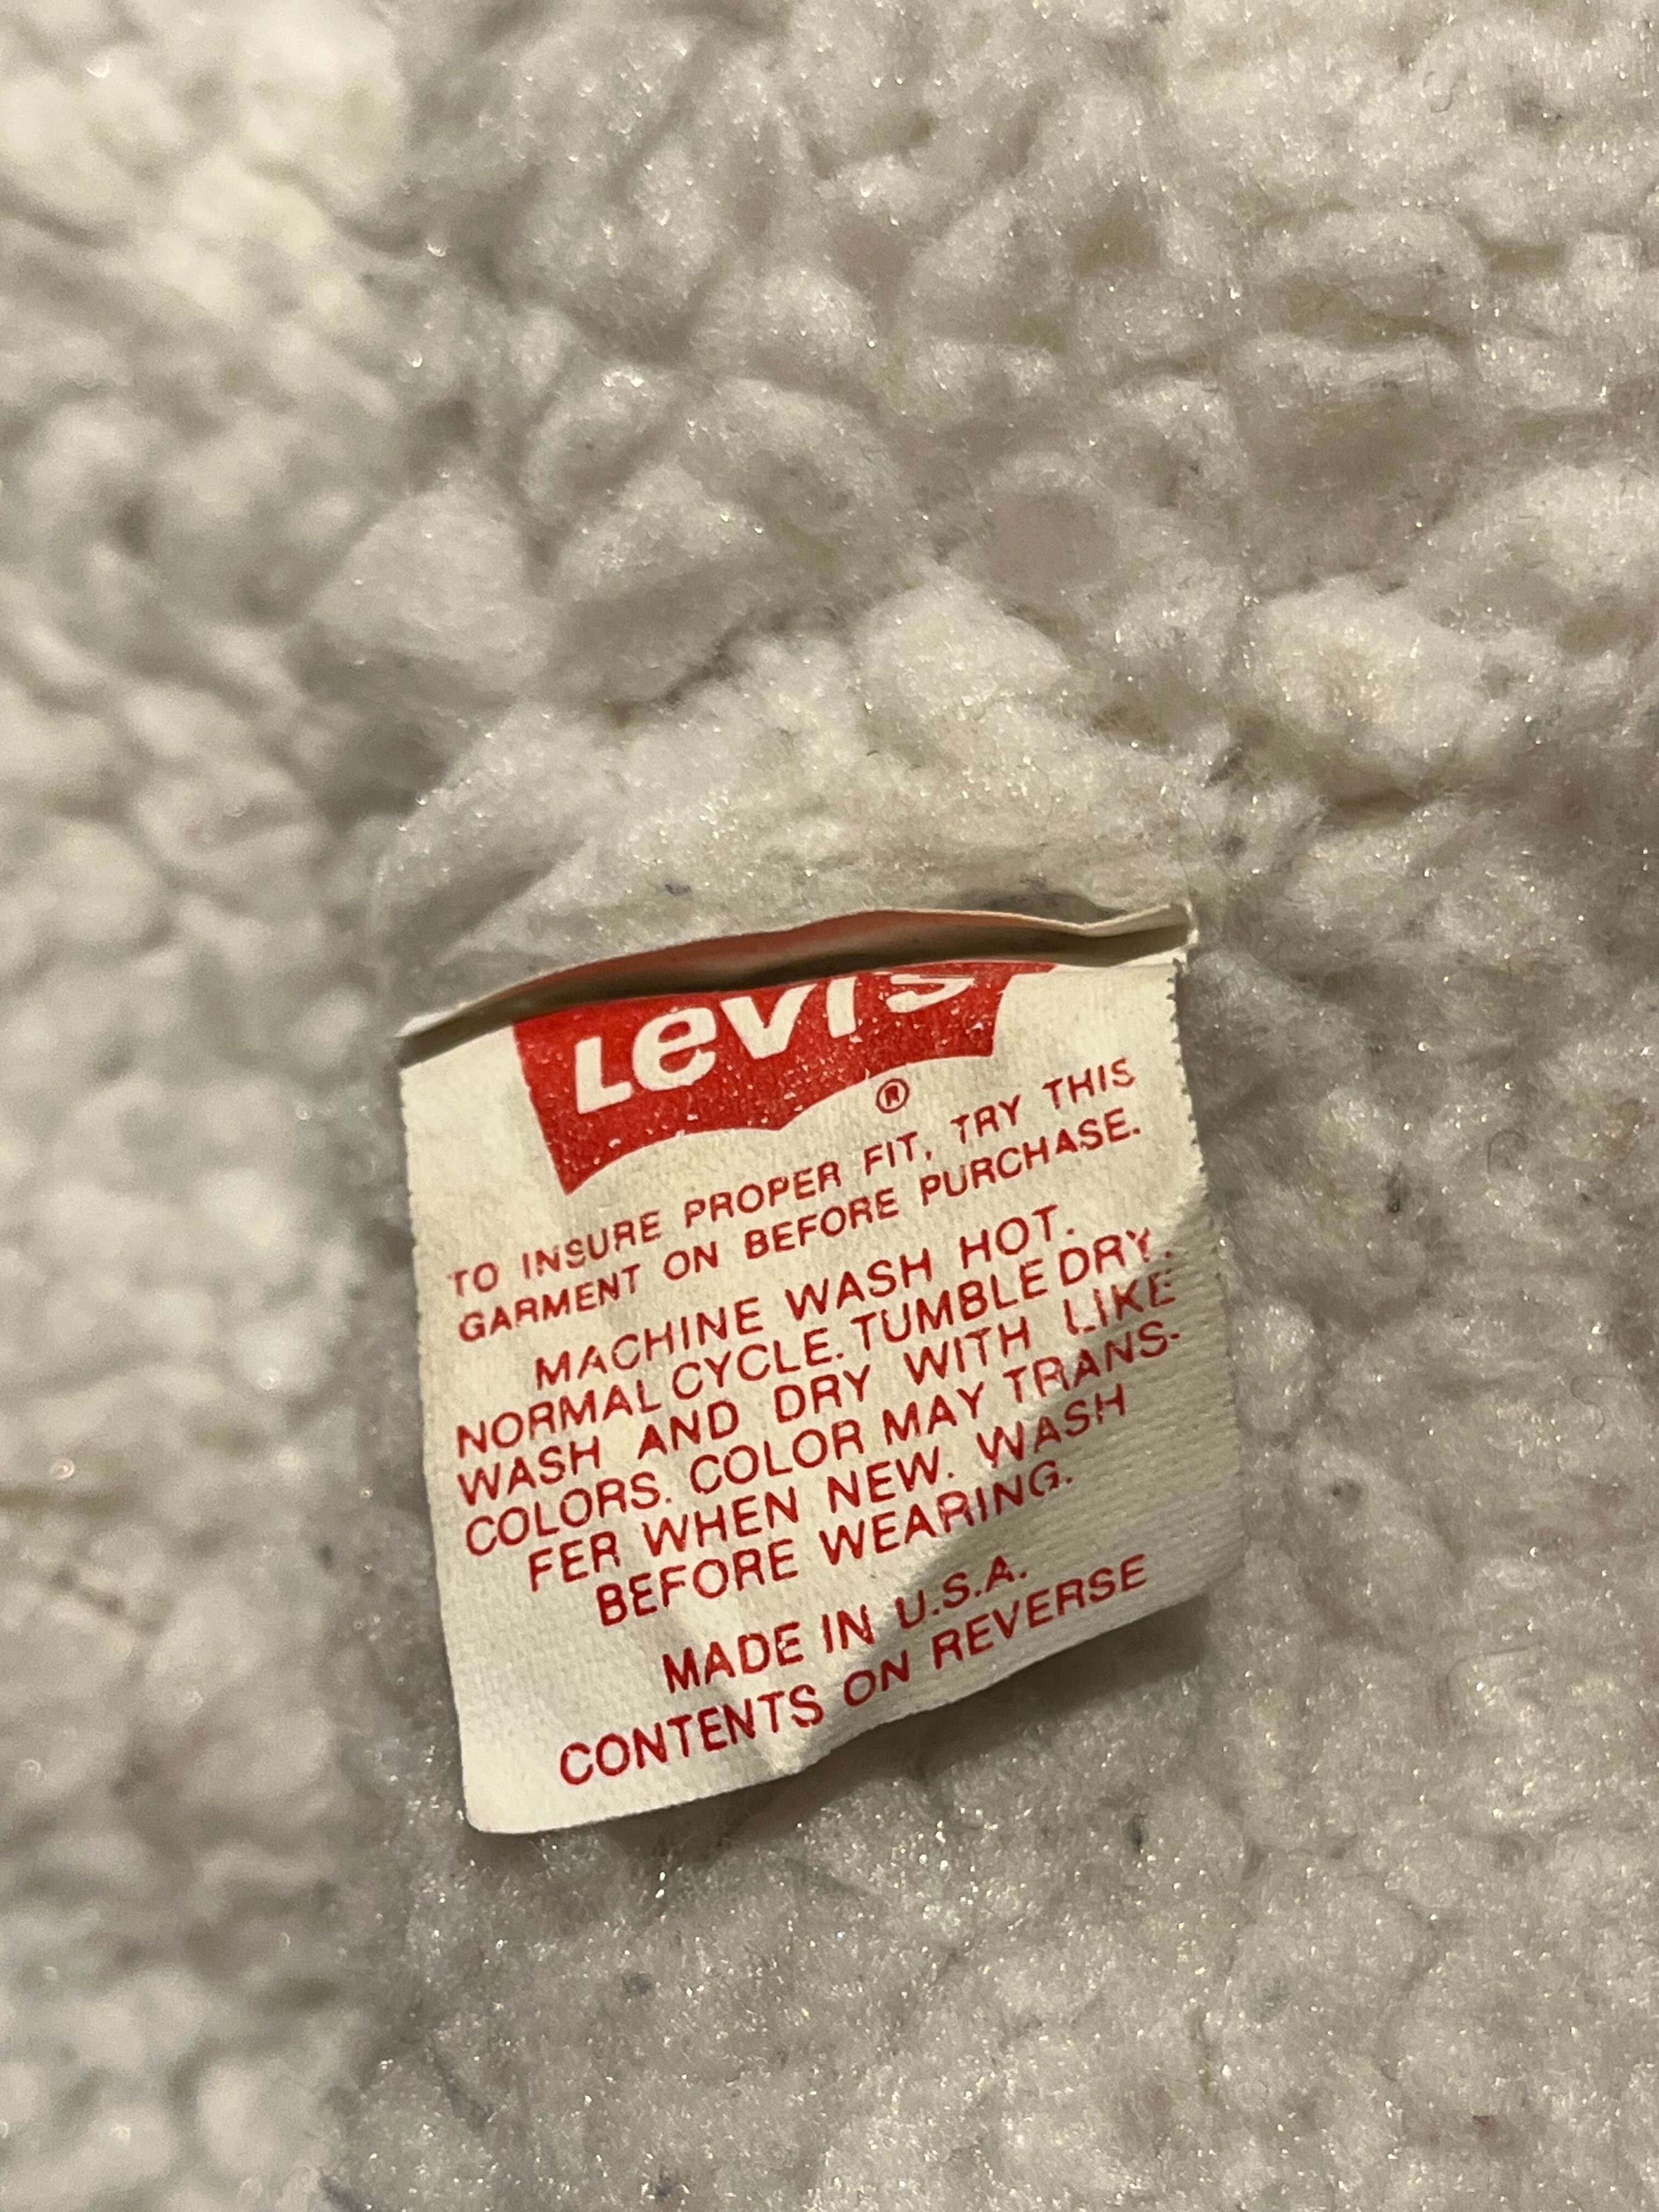 Levi's
®
TO INSURE PROPER FIT, TRY THIS
GARMENT ON BEFORE PURCHASE.
MACHINE WASH HOT.
NORMAL CYCLE. TUMBLE DRY.
WASH AND DRY WITH LIKE
COLORS. COLOR MAY TRANS-
FER WHEN NEW. WASH
BEFORE WEARING.
MADE IN U.S.A.
CONTENTS ON REVERSE